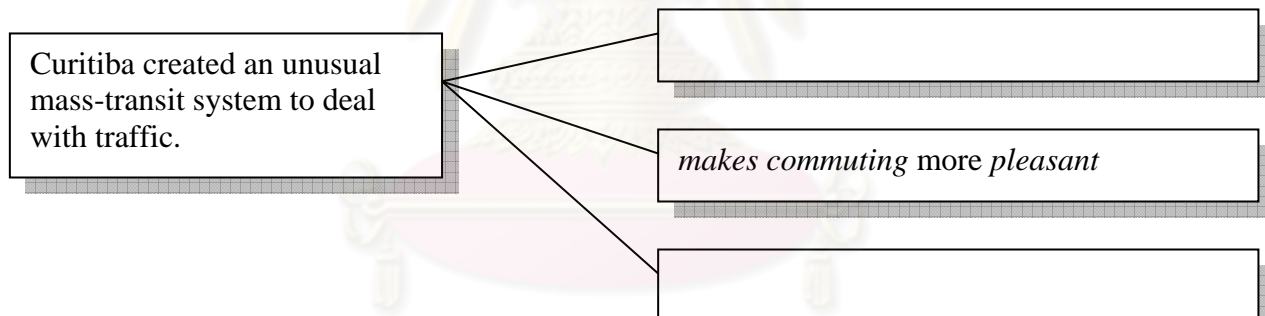 Curitiba created an unusual
mass-transit system to deal
with traffic.
makes commuting more pleasant